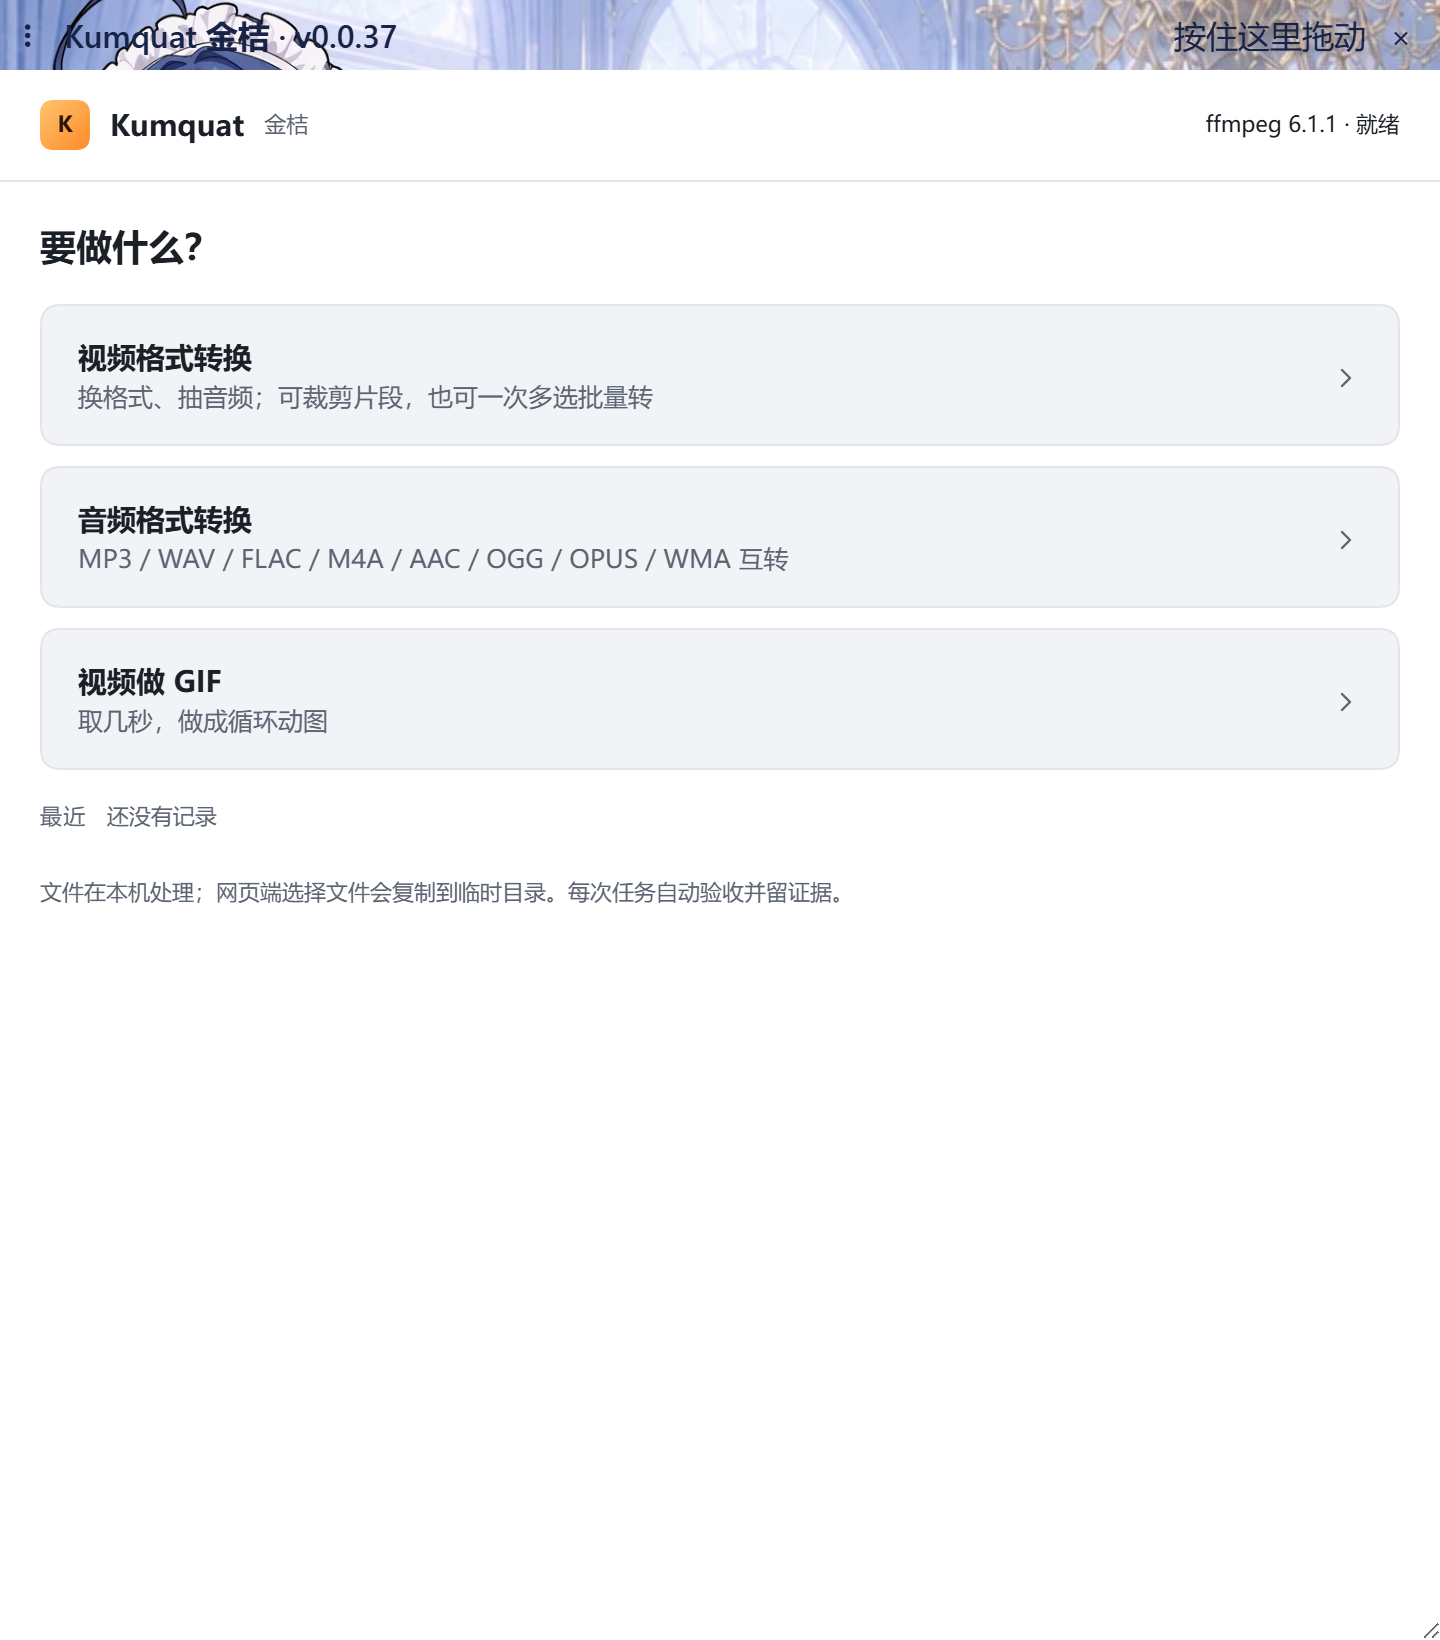 Kumquat 金桔 · v0.0.37 按住这里拖动 ×
K Kumquat 金桔 ffmpeg 6.1.1 · 就绪
要做什么？
视频格式转换
换格式、抽音频；可裁剪片段，也可一次多选批量转
音频格式转换
MP3 / WAV / FLAC / M4A / AAC / OGG / OPUS / WMA 互转
视频做 GIF
取几秒，做成循环动图
最近 还没有记录
文件在本机处理；网页端选择文件会复制到临时目录。每次任务自动验收并留证据。